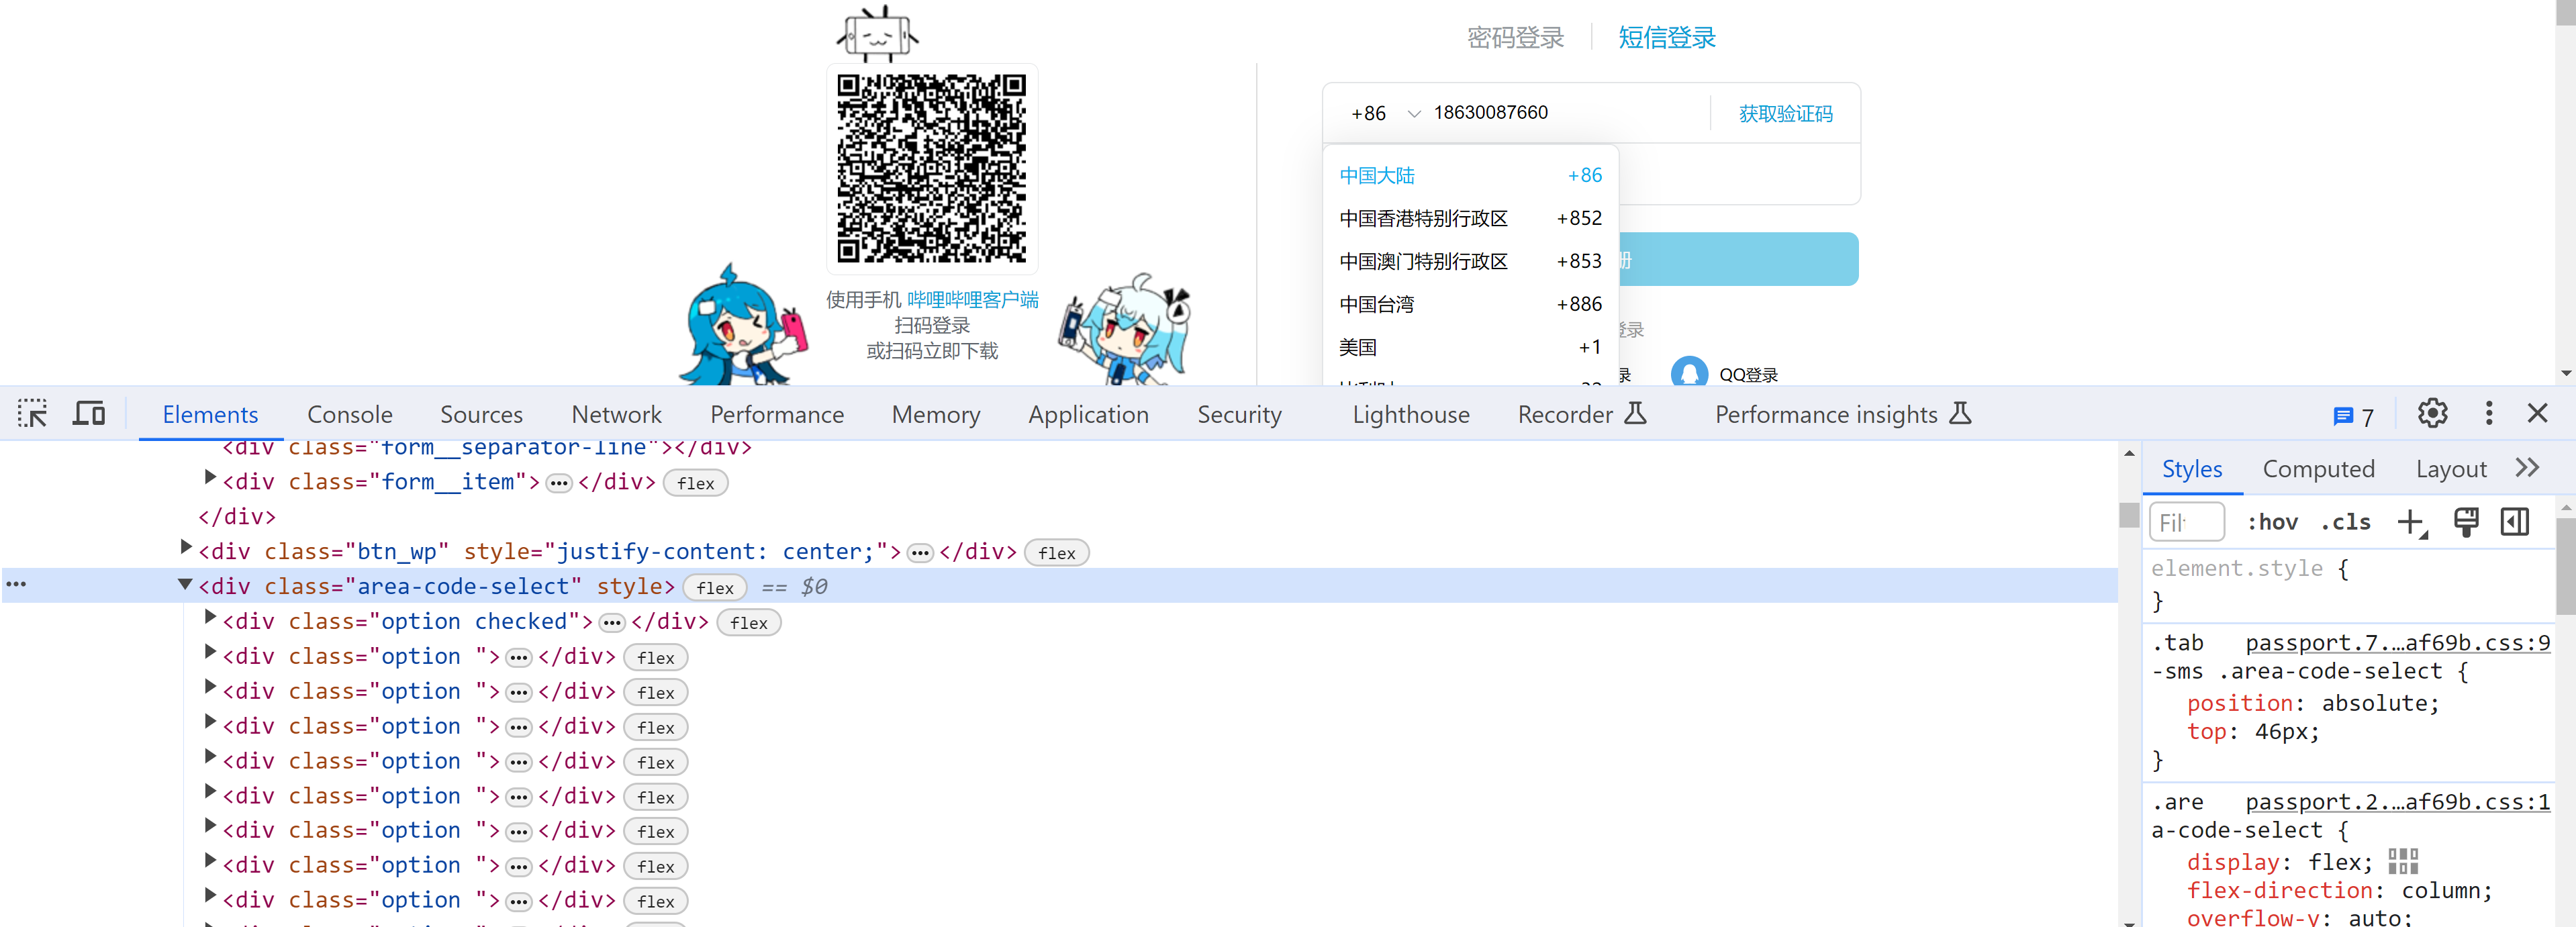 密码登录
短信登录
+86 18630087660 获取验证码
中国大陆 +86
中国香港特别行政区 +852
中国澳门特别行政区 +853
册
中国台湾 +886
登录
美国 +1
录 QQ登录
使用手机 哔哩哔哩客户端
扫码登录
或扫码立即下载
Elements Console Sources Network Performance Memory Application Security Lighthouse Recorder Performance insights 7
<div class="form__separator-line"></div>
<div class="form__item">…</div> flex
</div>
<div class="btn_wp" style="justify-content: center;">…</div> flex
… <div class="area-code-select" style> flex == $0
<div class="option checked">…</div> flex
<div class="option ">…</div> flex
<div class="option ">…</div> flex
<div class="option ">…</div> flex
<div class="option ">…</div> flex
<div class="option ">…</div> flex
<div class="option ">…</div> flex
<div class="option ">…</div> flex
<div class="option ">…</div> flex
Styles Computed Layout
Fil :hov .cls
element.style {
}
.tab passport.7.…af69b.css:9
-sms .area-code-select {
position: absolute;
top: 46px;
}
.are passport.2.…af69b.css:1
a-code-select {
display: flex;
flex-direction: column;
overflow-y: auto;